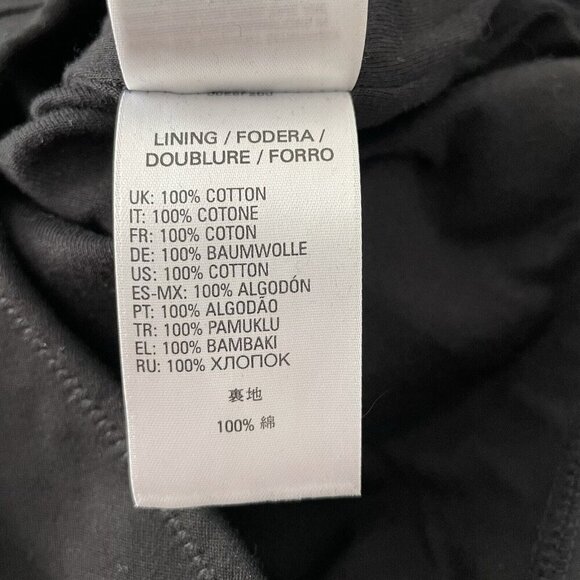 LINING / FODERA /
DOUBLURE / FORRO
UK: 100% COTTON
IT: 100% COTONE
FR: 100% COTON
DE: 100% BAUMWOLLE
US: 100% COTTON
ES-MX: 100% ALGODÓN
PT: 100% ALGODÃO
TR: 100% PAMUKLU
EL: 100% BAMBAKI
RU: 100% ХЛОПОК
裏地
100% 綿